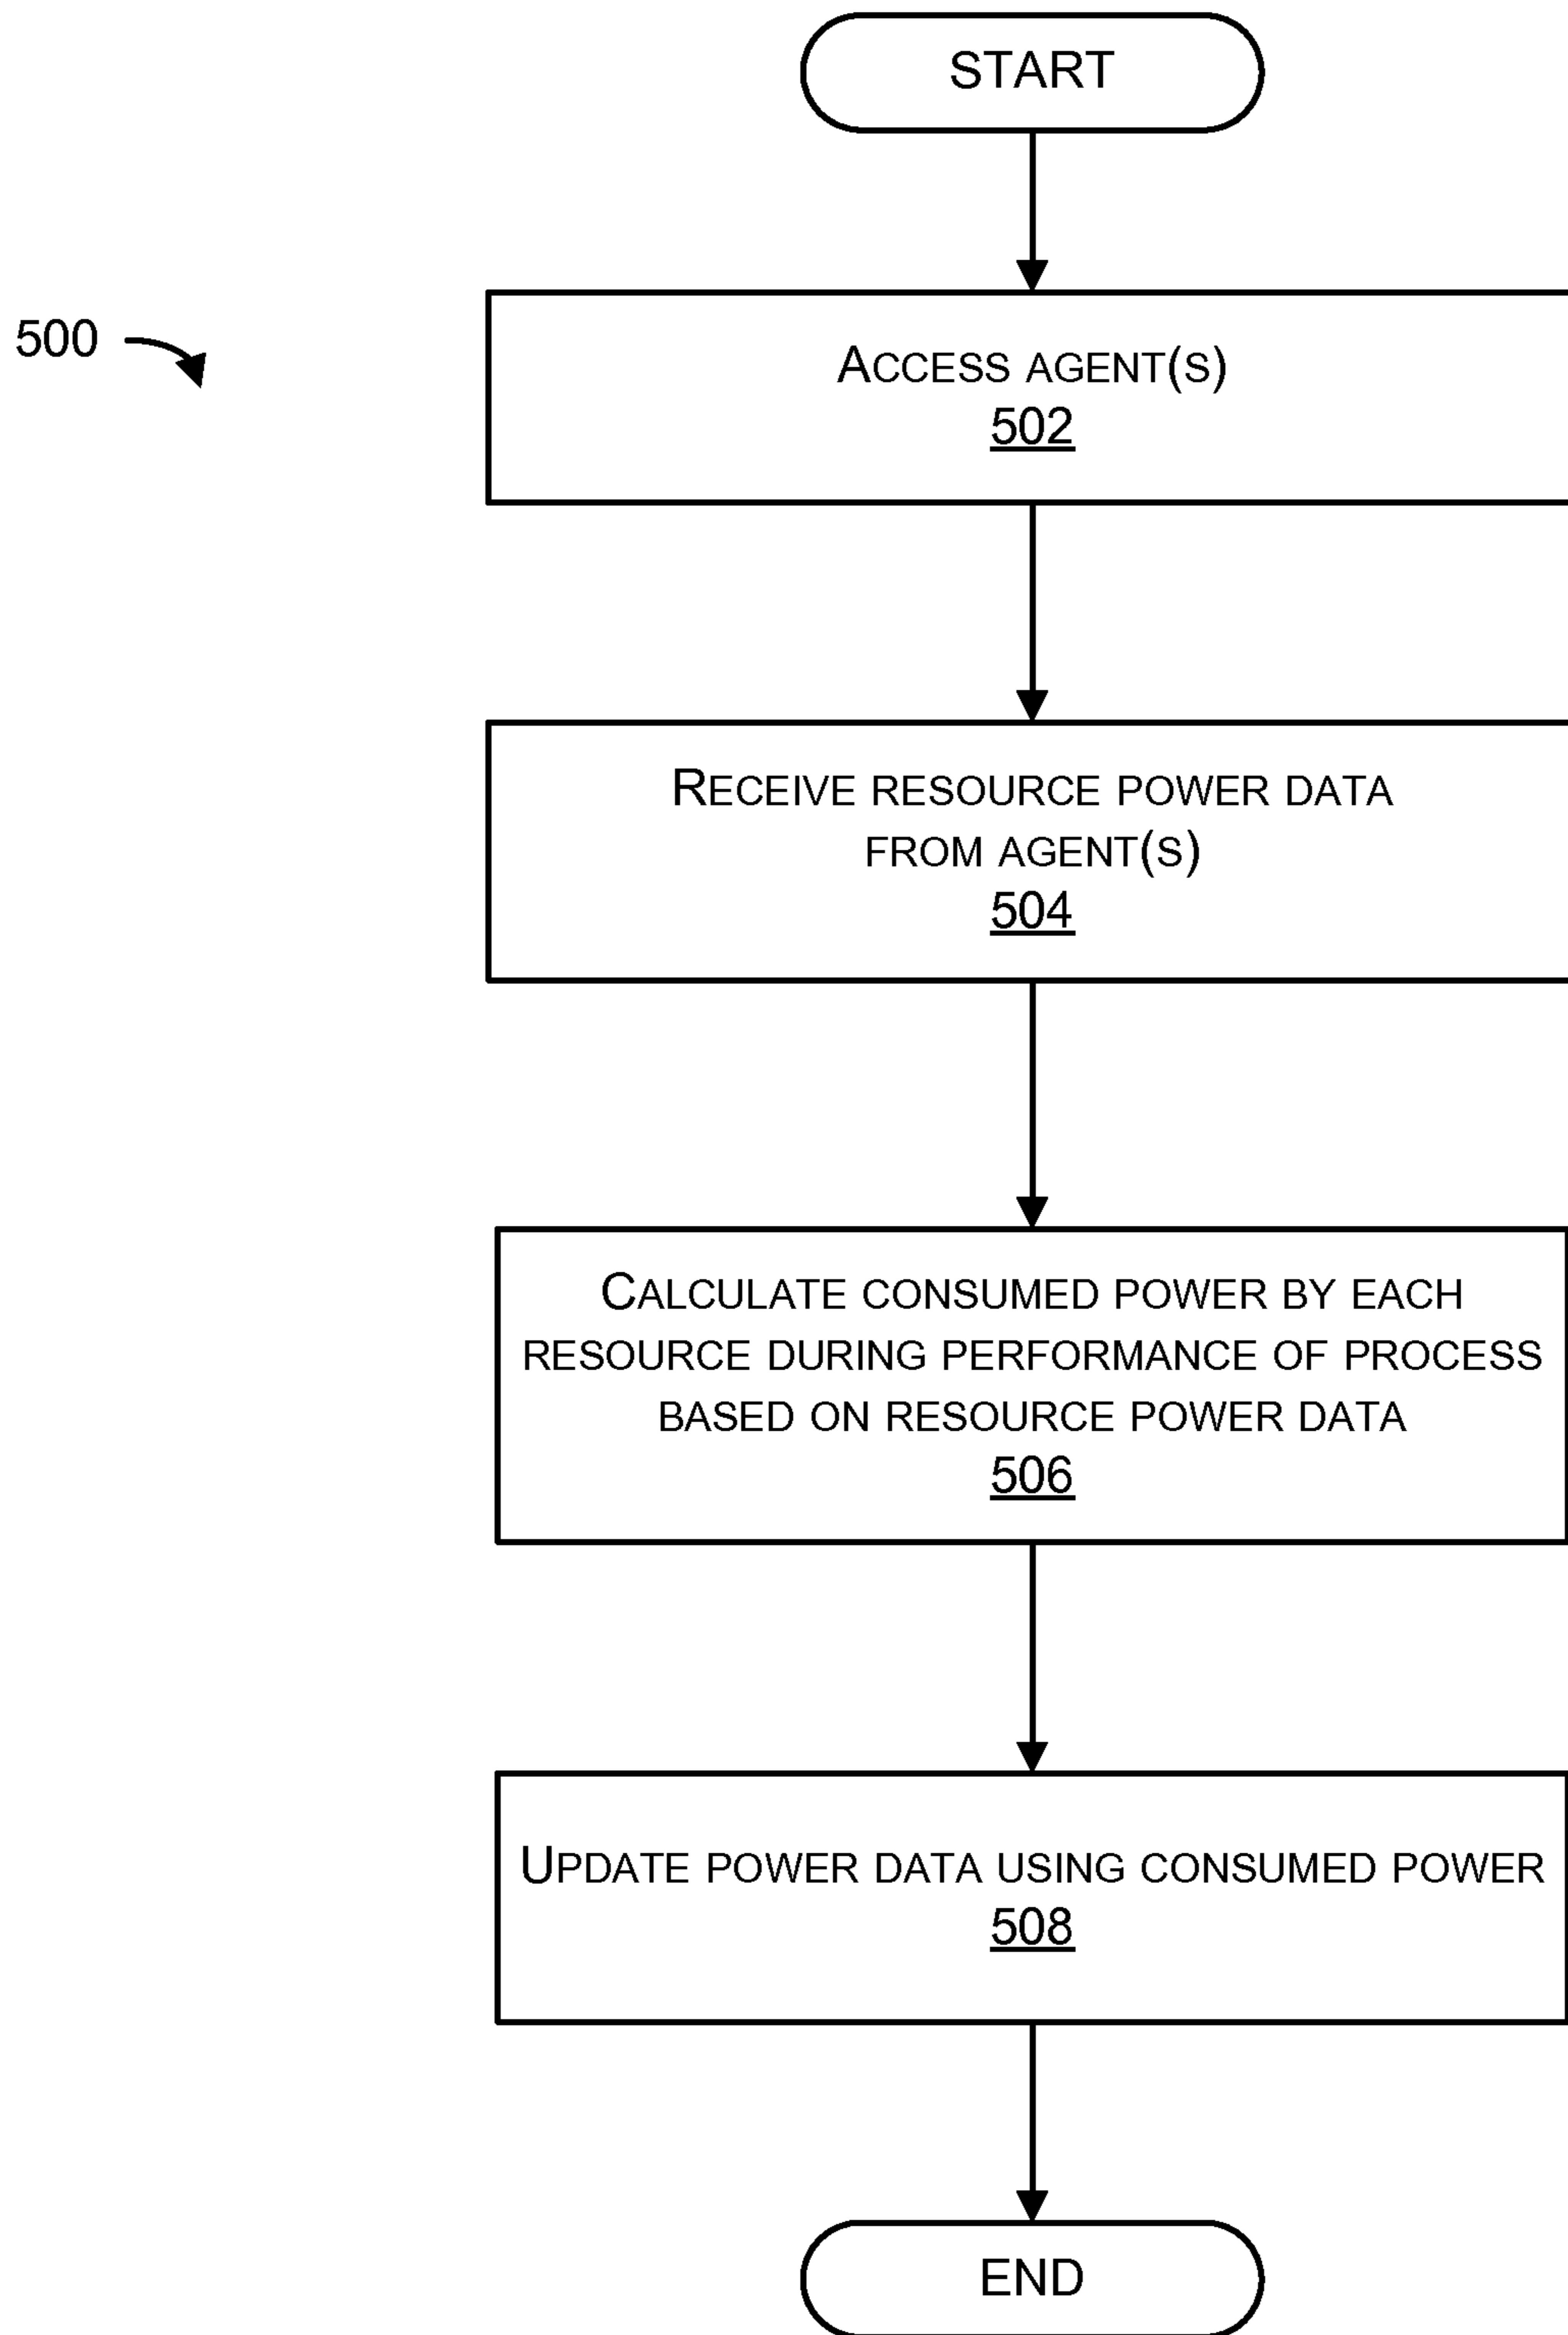 START
500
ACCESS AGENT(S)
502
RECEIVE RESOURCE POWER DATA
FROM AGENT(S)
504
CALCULATE CONSUMED POWER BY EACH
RESOURCE DURING PERFORMANCE OF PROCESS
BASED ON RESOURCE POWER DATA
506
UPDATE POWER DATA USING CONSUMED POWER
508
END